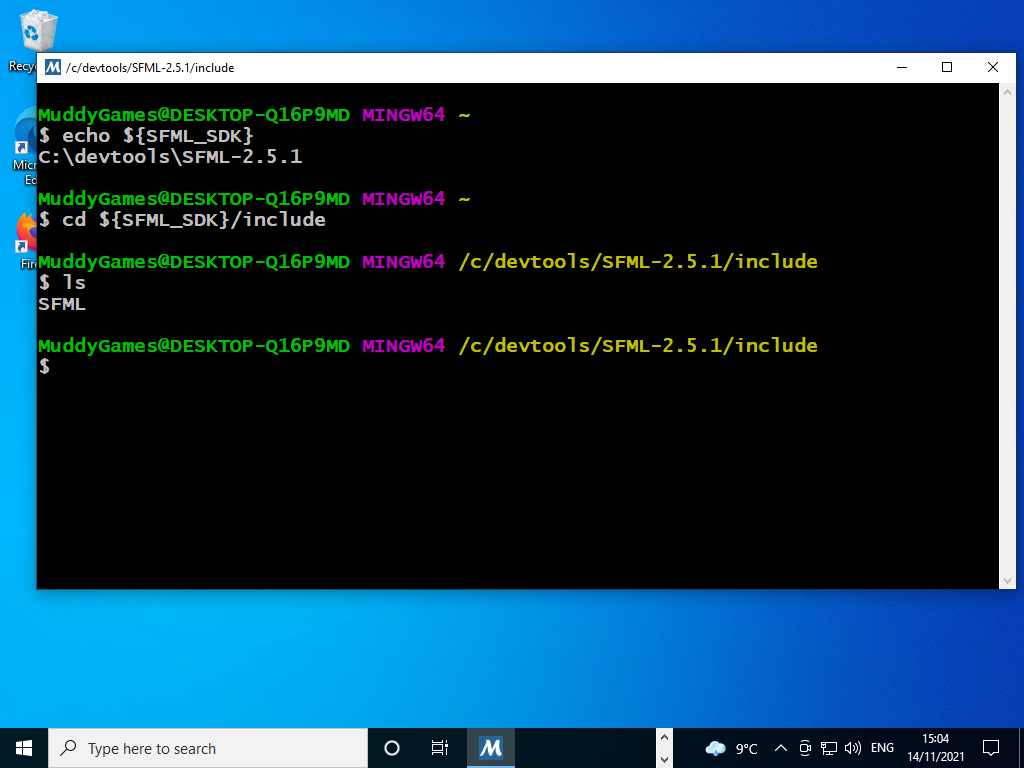 Recy
/c/devtools/SFML-2.5.1/include
MuddyGames@DESKTOP-Q16P9MD MINGW64 ~
$ echo ${SFML_SDK}
C:\devtools\SFML-2.5.1
MuddyGames@DESKTOP-Q16P9MD MINGW64 ~
$ cd ${SFML_SDK}/include
MuddyGames@DESKTOP-Q16P9MD MINGW64 /c/devtools/SFML-2.5.1/include
$ ls
SFML
MuddyGames@DESKTOP-Q16P9MD MINGW64 /c/devtools/SFML-2.5.1/include
$
Micr
Ed
Fire
Type here to search
M
9°C
ENG
15:04
14/11/2021